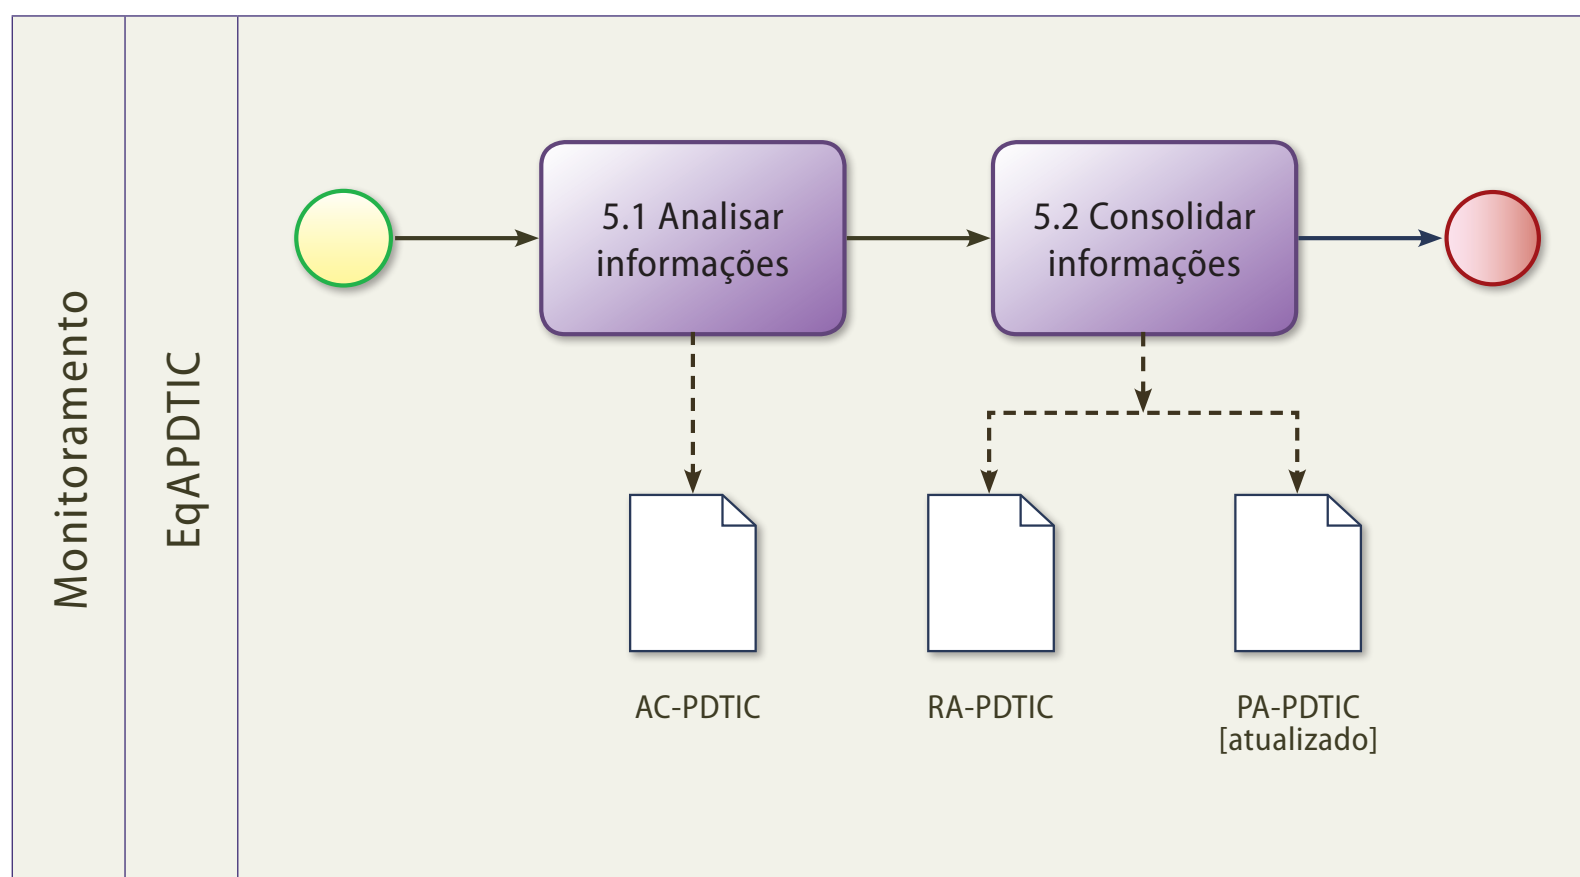 Monitoramento
EqAPDTIC
5.1 Analisar
informações
5.2 Consolidar
informações
AC-PDTIC
RA-PDTIC
PA-PDTIC
[atualizado]